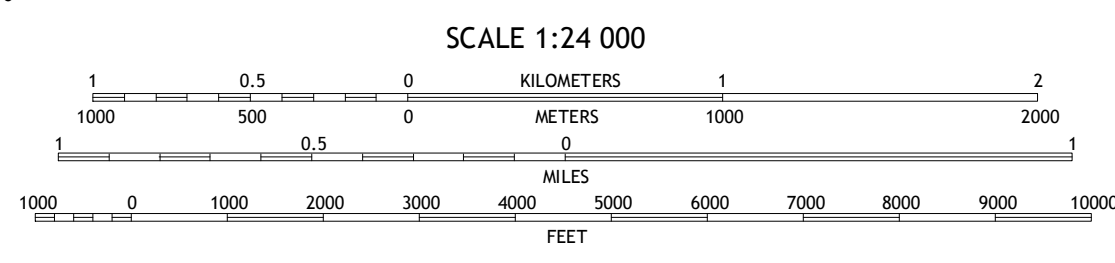 SCALE 1:24 000
1 0.5 0 KILOMETERS 1 2
1000 500 0 METERS 1000 2000
1 0.5 0 1
MILES
1000 0 1000 2000 3000 4000 5000 6000 7000 8000 9000 10000
FEET